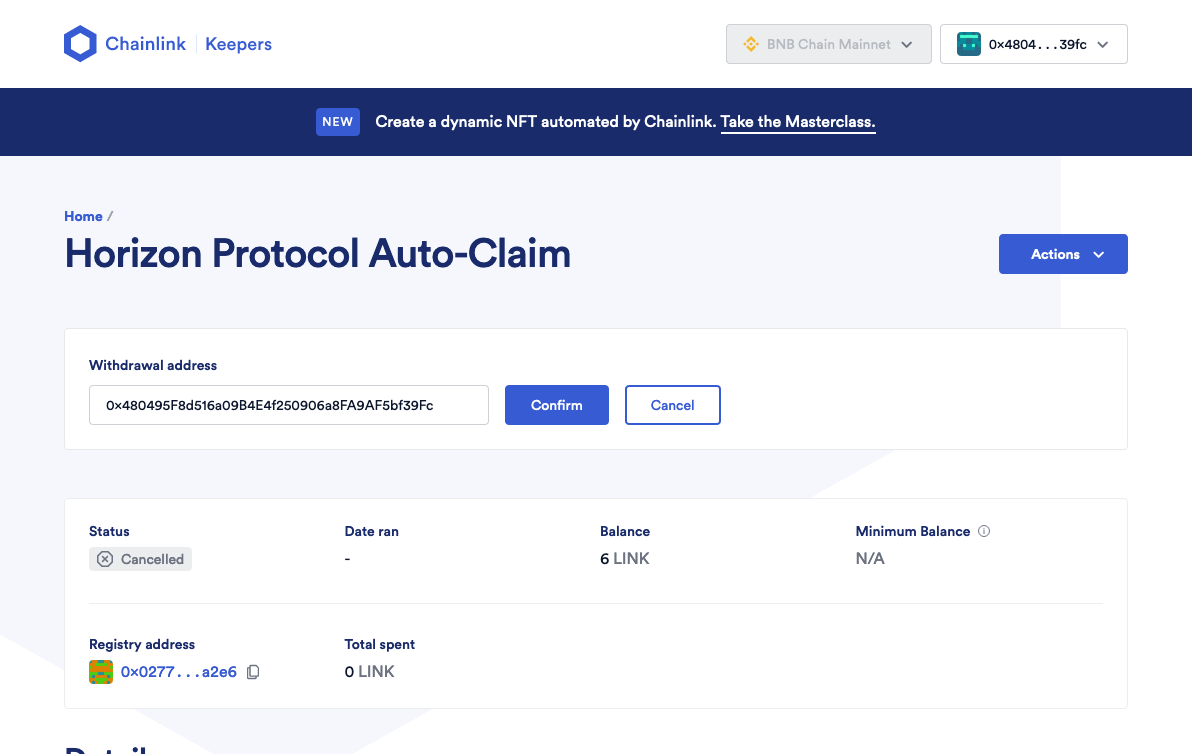 Chainlink | Keepers
BNB Chain Mainnet
0x4804...39fc
NEW Create a dynamic NFT automated by Chainlink. Take the Masterclass.
Home /
Horizon Protocol Auto-Claim
Actions
Withdrawal address
0x480495F8d516a09B4E4f250906a8FA9AF5bf39Fc
Confirm
Cancel
Status
Cancelled
Date ran
-
Balance
6 LINK
Minimum Balance
N/A
Registry address
0x0277...a2e6
Total spent
0 LINK